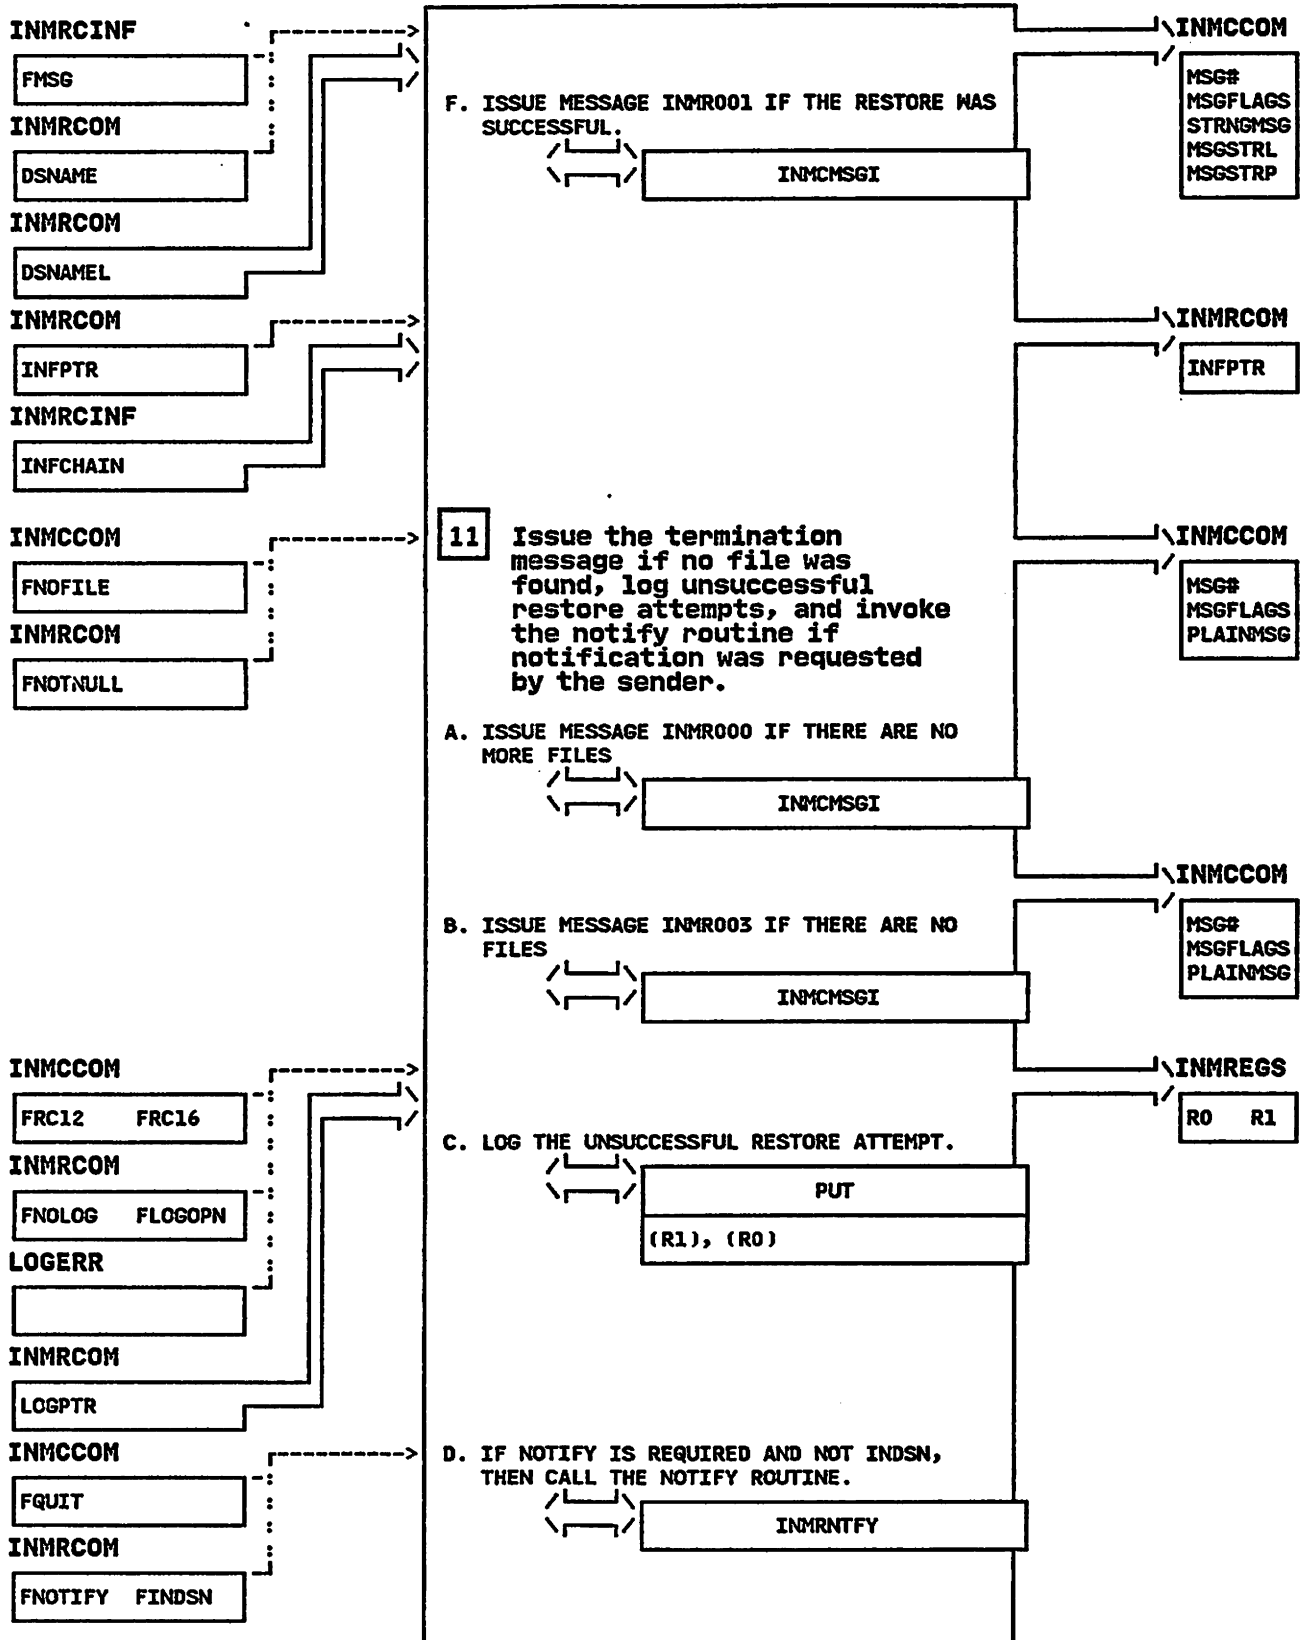 INMRCINF
FMSG
INMRCOM
DSNAME
INMRCOM
DSNAMEL
INMRCOM
INFPTR
INMRCINF
INFCHAIN
INMCCOM
FNOFILE
INMRCOM
FNOTNULL
INMCCOM
FRC12 FRC16
INMRCOM
FNOLOG FLOGOPN
LOGERR
INMRCOM
LOGPTR
INMCCOM
FQUIT
INMRCOM
FNOTIFY FINDSN
F. ISSUE MESSAGE INMR001 IF THE RESTORE WAS
SUCCESSFUL.
INMCMSGI
11 Issue the termination
message if no file was
found, log unsuccessful
restore attempts, and invoke
the notify routine if
notification was requested
by the sender.
A. ISSUE MESSAGE INMR000 IF THERE ARE NO
MORE FILES
INMCMSGI
B. ISSUE MESSAGE INMR003 IF THERE ARE NO
FILES
INMCMSGI
C. LOG THE UNSUCCESSFUL RESTORE ATTEMPT.
PUT
(R1), (R0)
D. IF NOTIFY IS REQUIRED AND NOT INDSN,
THEN CALL THE NOTIFY ROUTINE.
INMRNTFY
INMCCOM
MSG#
MSGFLAGS
STRNGMSG
MSGSTRL
MSGSTRP
INMRCOM
INFPTR
INMCCOM
MSG#
MSGFLAGS
PLAINMSG
INMCCOM
MSG#
MSGFLAGS
PLAINMSG
INMREGS
R0 R1